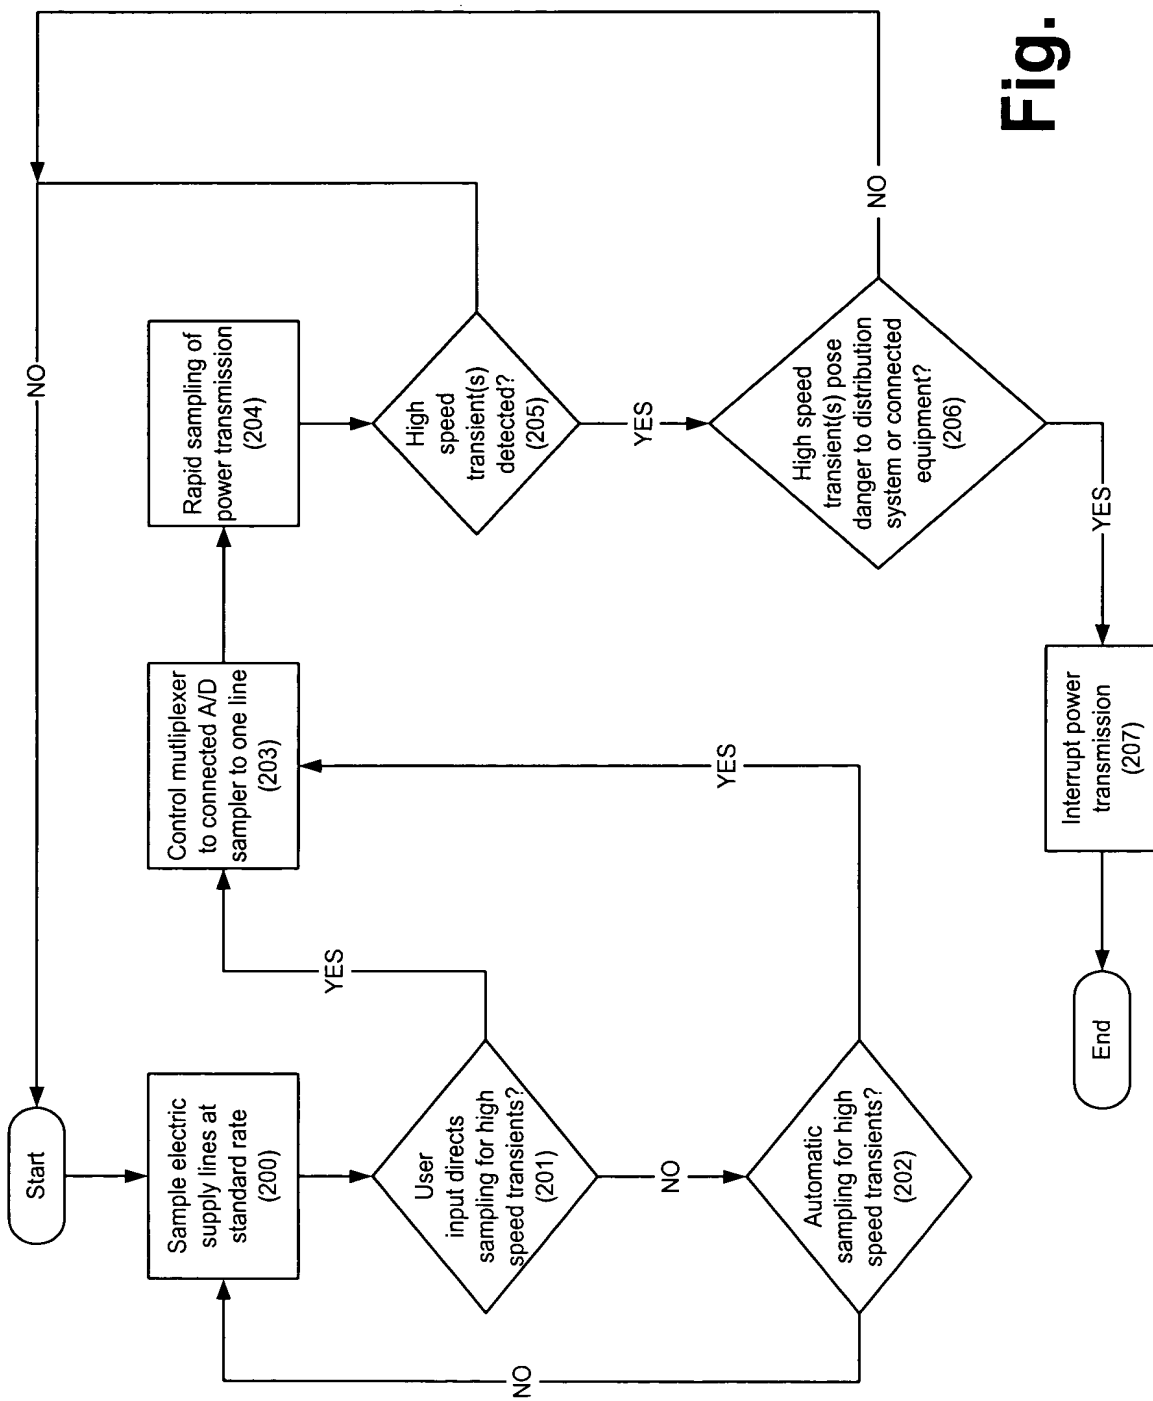 Start
Sample electric
supply lines at
standard rate
(200)
User
input directs
sampling for high
speed transients?
(201)
YES
NO
Automatic
sampling for high
speed transients?
(202)
NO
YES
Control mutliplexer
to connected A/D
sampler to one line
(203)
Rapid sampling of
power transmission
(204)
High
speed
transient(s)
detected?
(205)
NO
YES
High speed
transient(s) pose
danger to distribution
system or connected
equipment?
(206)
NO
YES
Interrupt power
transmission
(207)
End
Fig.